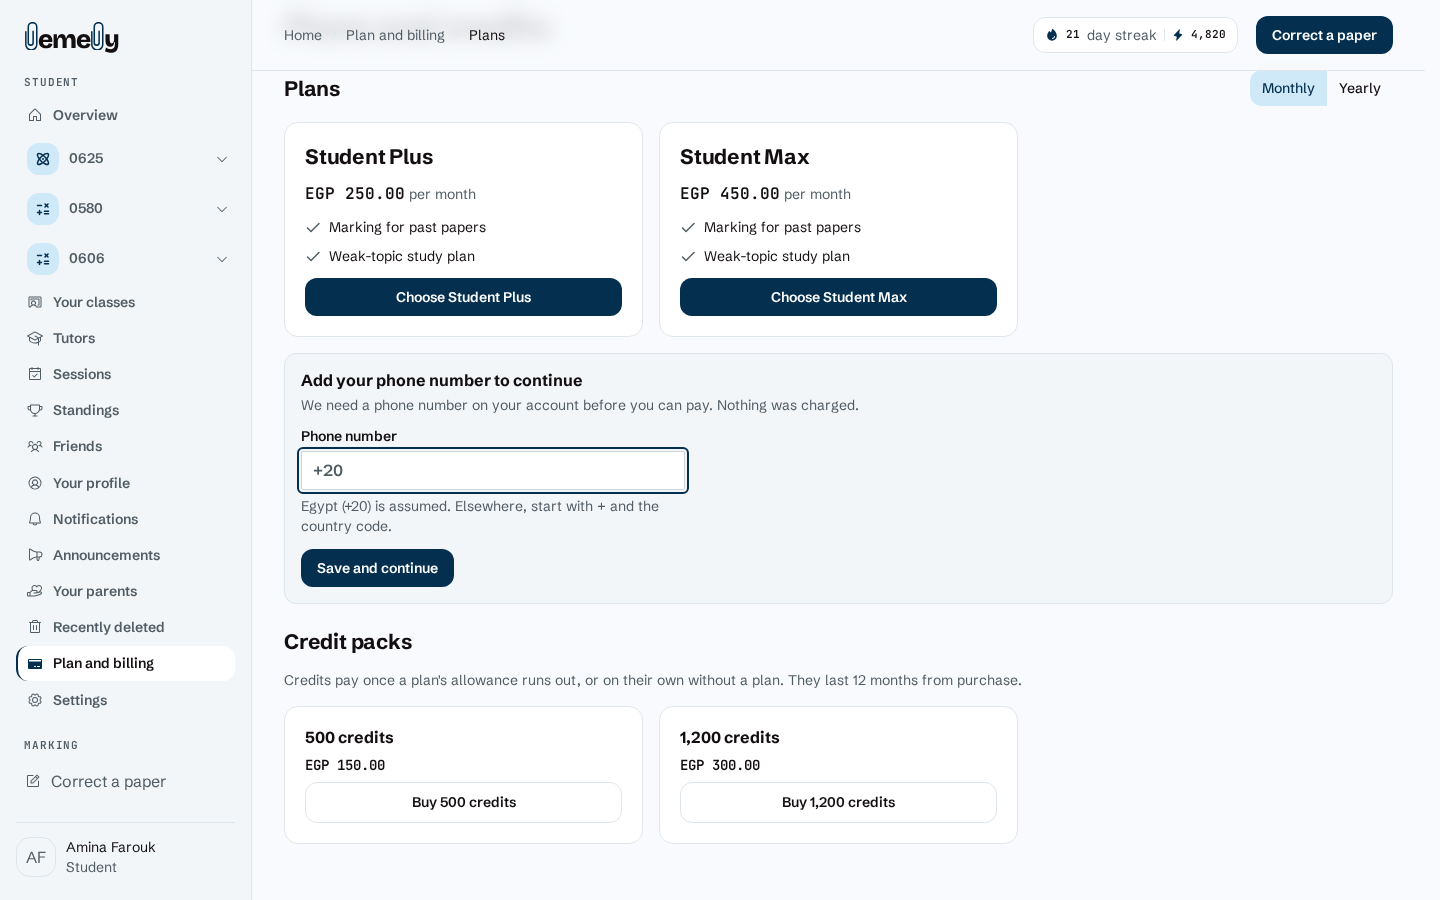 lemelly
STUDENT
Overview
0625
0580
0606
Your classes
Tutors
Sessions
Standings
Friends
Your profile
Notifications
Announcements
Your parents
Recently deleted
Plan and billing
Settings
MARKING
Correct a paper
AF
Amina Farouk
Student
Home
Plan and billing
Plans
21 day streak
4,820
Correct a paper
Plans
Monthly
Yearly
Student Plus
EGP 250.00 per month
Marking for past papers
Weak-topic study plan
Choose Student Plus
Student Max
EGP 450.00 per month
Marking for past papers
Weak-topic study plan
Choose Student Max
Add your phone number to continue
We need a phone number on your account before you can pay. Nothing was charged.
Phone number
+20
Egypt (+20) is assumed. Elsewhere, start with + and the
country code.
Save and continue
Credit packs
Credits pay once a plan's allowance runs out, or on their own without a plan. They last 12 months from purchase.
500 credits
EGP 150.00
Buy 500 credits
1,200 credits
EGP 300.00
Buy 1,200 credits